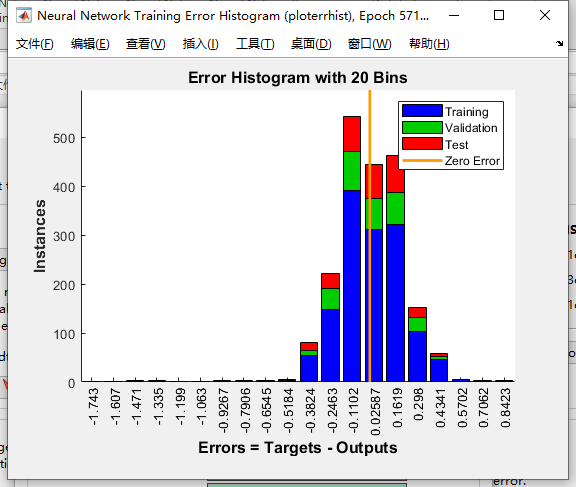 Neural Network Training Error Histogram (ploterrhist), Epoch 571...
文件(F) 编辑(E) 查看(V) 插入(I) 工具(T) 桌面(D) 窗口(W) 帮助(H)
Error Histogram with 20 Bins
Training
Validation
Test
Zero Error
500
400
300
200
100
0
Instances
-1.743 -1.607 -1.471 -1.335 -1.199 -1.063 -0.9267 -0.7906 -0.6545 -0.5184 -0.3824 -0.2463 -0.1102 0.02587 0.1619 0.298 0.4341 0.5702 0.7062 0.8423
Errors = Targets - Outputs
error.